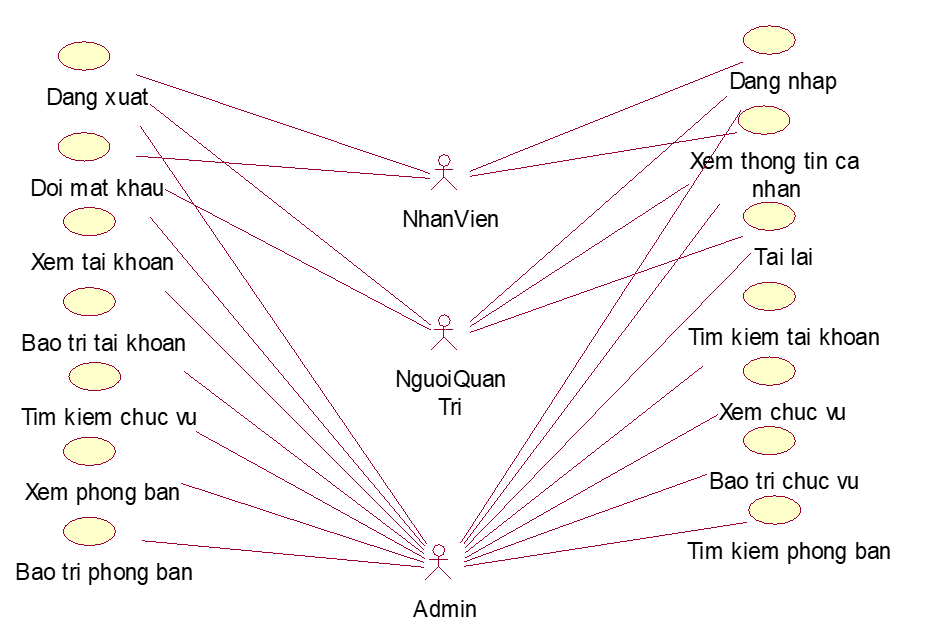 Dang xuat
Doi mat khau
Xem tai khoan
Bao tri tai khoan
Tim kiem chuc vu
Xem phong ban
Bao tri phong ban
NhanVien
NguoiQuan
Tri
Admin
Dang nhap
Xem thong tin ca
nhan
Tai lai
Tim kiem tai khoan
Xem chuc vu
Bao tri chuc vu
Tim kiem phong ban